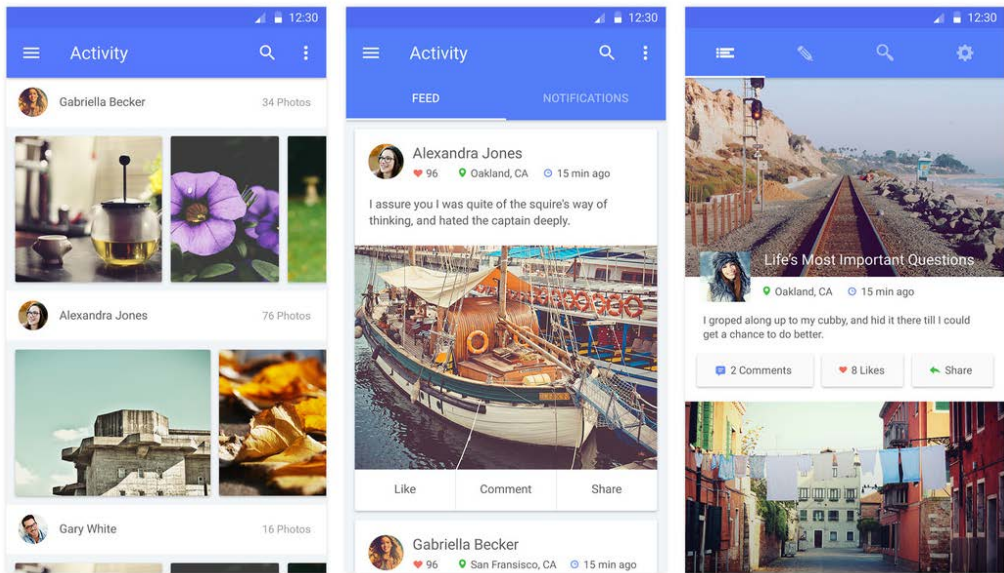 12:30
Activity
Gabriella Becker 34 Photos
Alexandra Jones 76 Photos
Gary White 16 Photos
12:30
Activity
FEED NOTIFICATIONS
Alexandra Jones
96 Oakland, CA 15 min ago
I assure you I was quite of the squire's way of
thinking, and hated the captain deeply.
Like Comment Share
Gabriella Becker
96 San Fransisco, CA 15 min ago
12:30
Life's Most Important Questions
Oakland, CA 15 min ago
I groped along up to my cubby, and hid it there till I could
get a chance to do better.
2 Comments 8 Likes Share